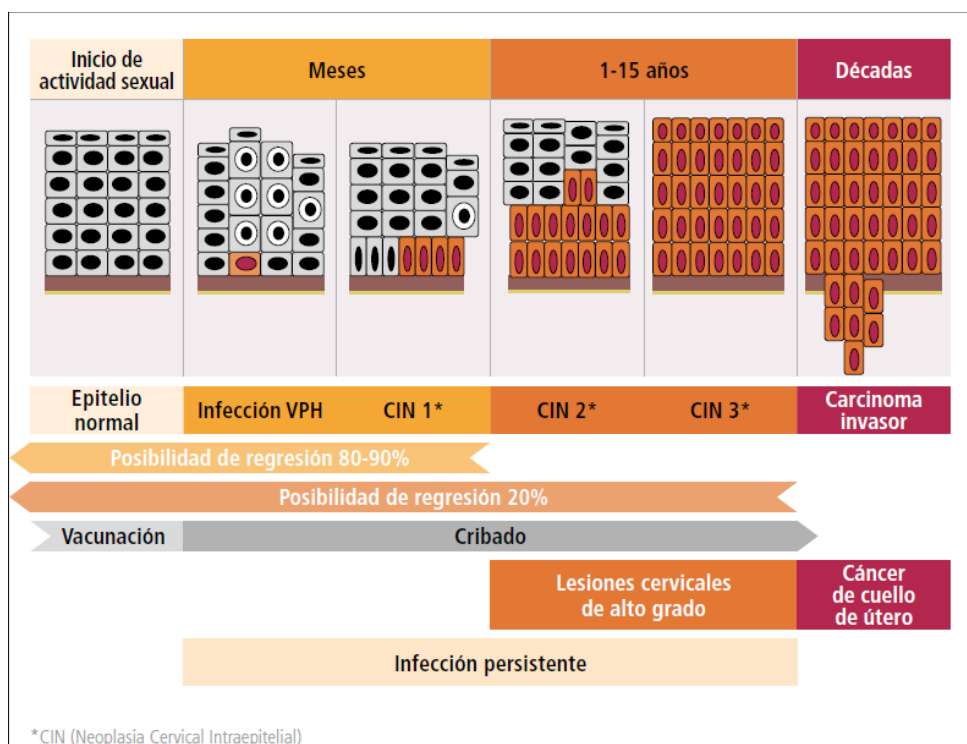 Inicio de
actividad sexual
Meses
1-15 años
Décadas
Epitelio
normal
Infección VPH
CIN 1*
CIN 2*
CIN 3*
Carcinoma
invasor
Posibilidad de regresión 80-90%
Posibilidad de regresión 20%
Vacunación
Cribado
Lesiones cervicales
de alto grado
Cáncer
de cuello
de útero
Infección persistente
*CIN (Neoplasia Cervical Intraepitelial)